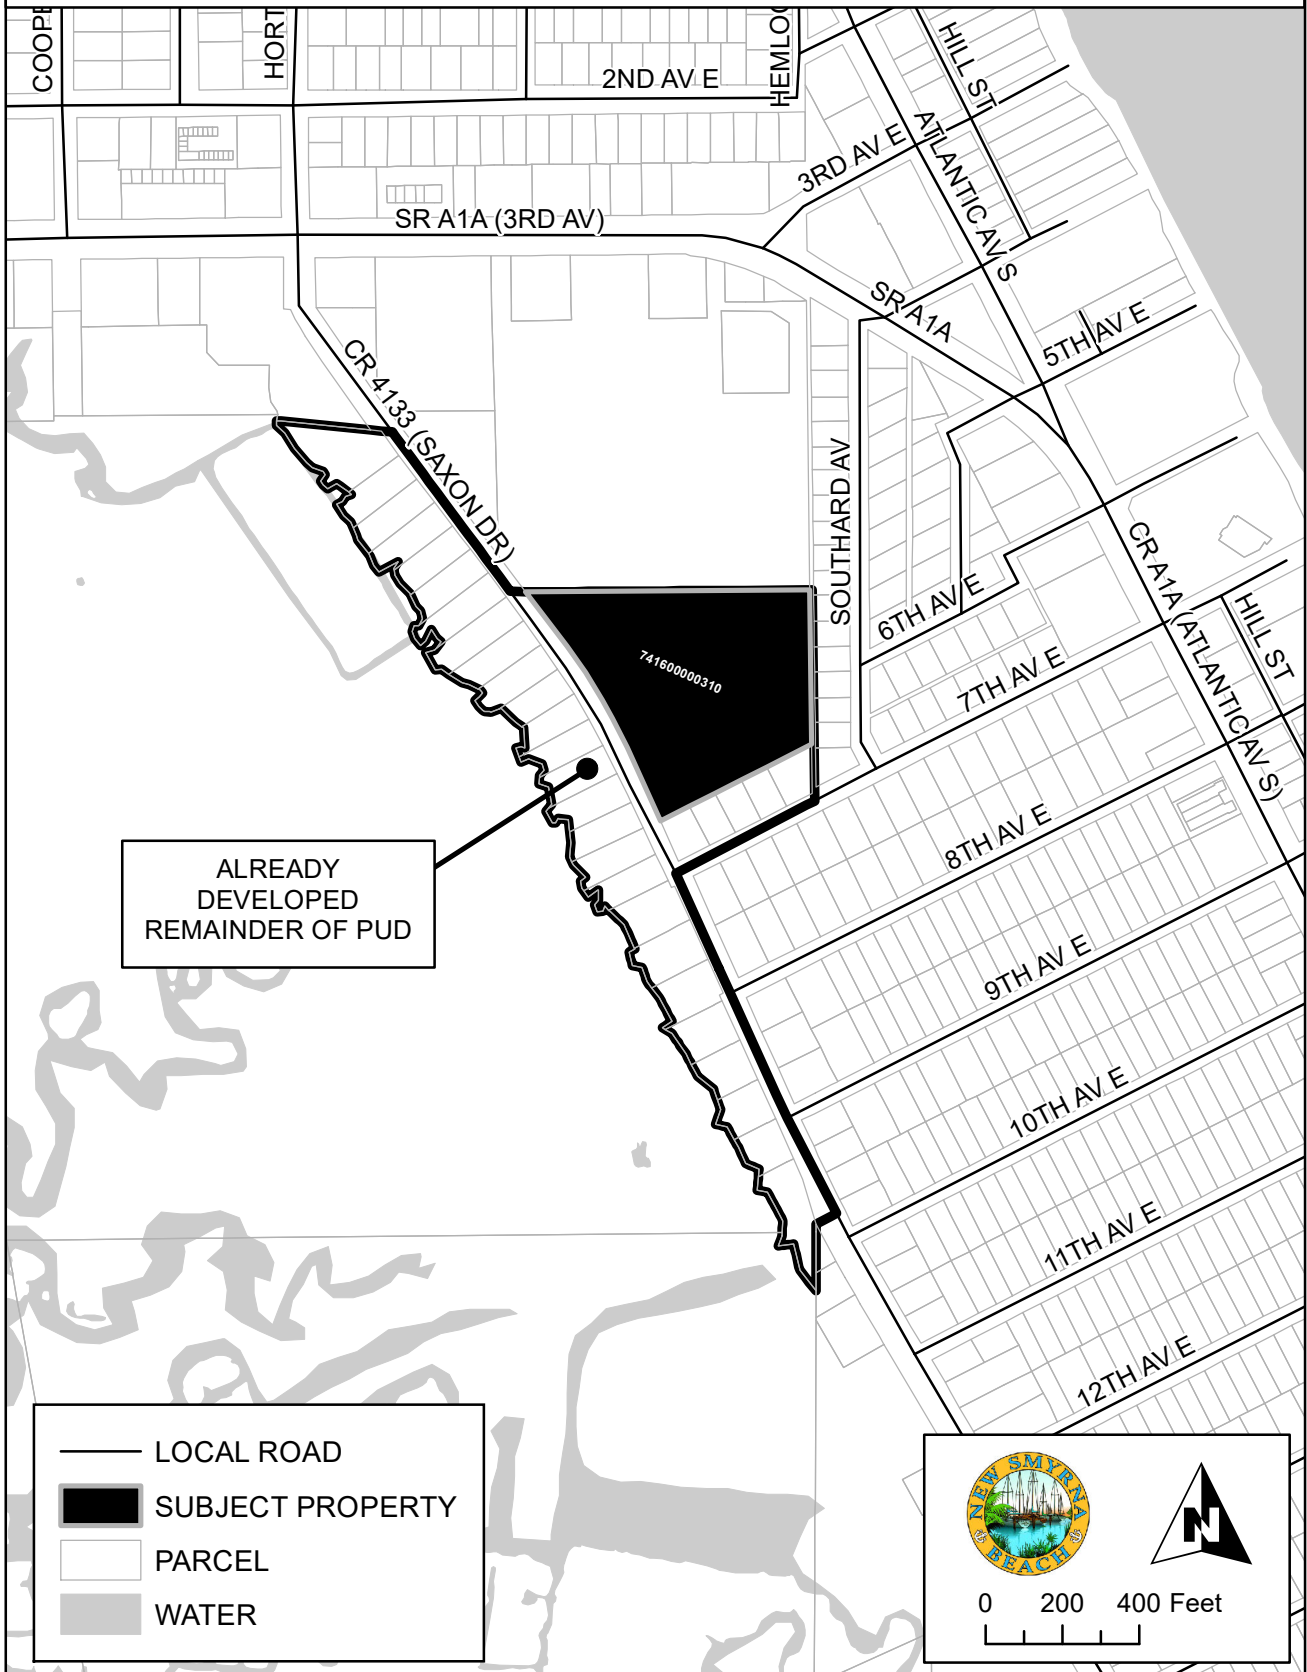 COOPE
HORT
2ND AV E
HEMLOC
HILL ST
3RD AV E
ATLANTIC AV S
SR A1A (3RD AV)
SR A1A
5TH AV E
CR 4133 (SAXON DR)
SOUTHARD AV
6TH AV E
CR A1A (ATLANTIC AV S)
HILL ST
741600000310
7TH AV E
8TH AV E
ALREADY
DEVELOPED
REMAINDER OF PUD
9TH AV E
10TH AV E
11TH AV E
12TH AV E
LOCAL ROAD
SUBJECT PROPERTY
PARCEL
WATER
NEW SMYRNA
BEACH
N
0 200 400 Feet